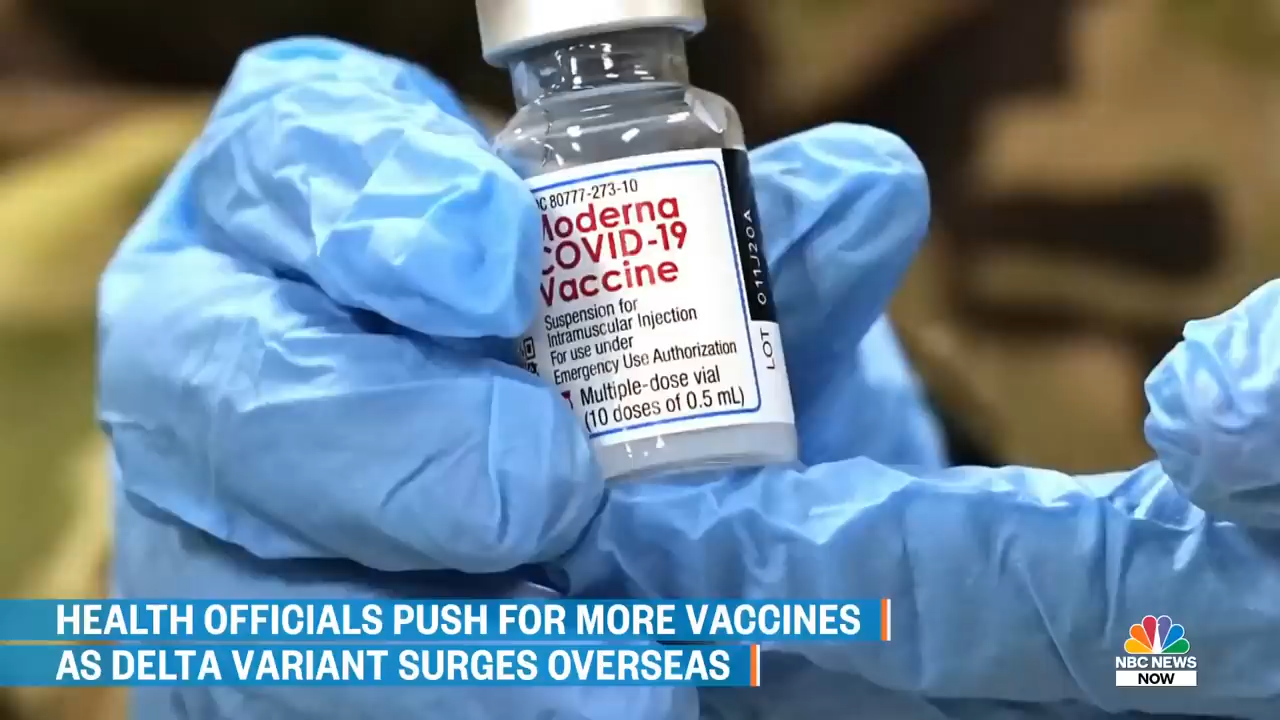 80777-273-10
Moderna
COVID-19
Vaccine
Suspension for
Intramuscular Injection
For use under
Emergency Use Authorization
Multiple-dose vial
(10 doses of 0.5 mL)
LOT 011J20A
HEALTH OFFICIALS PUSH FOR MORE VACCINES
AS DELTA VARIANT SURGES OVERSEAS
NBC NEWS
NOW